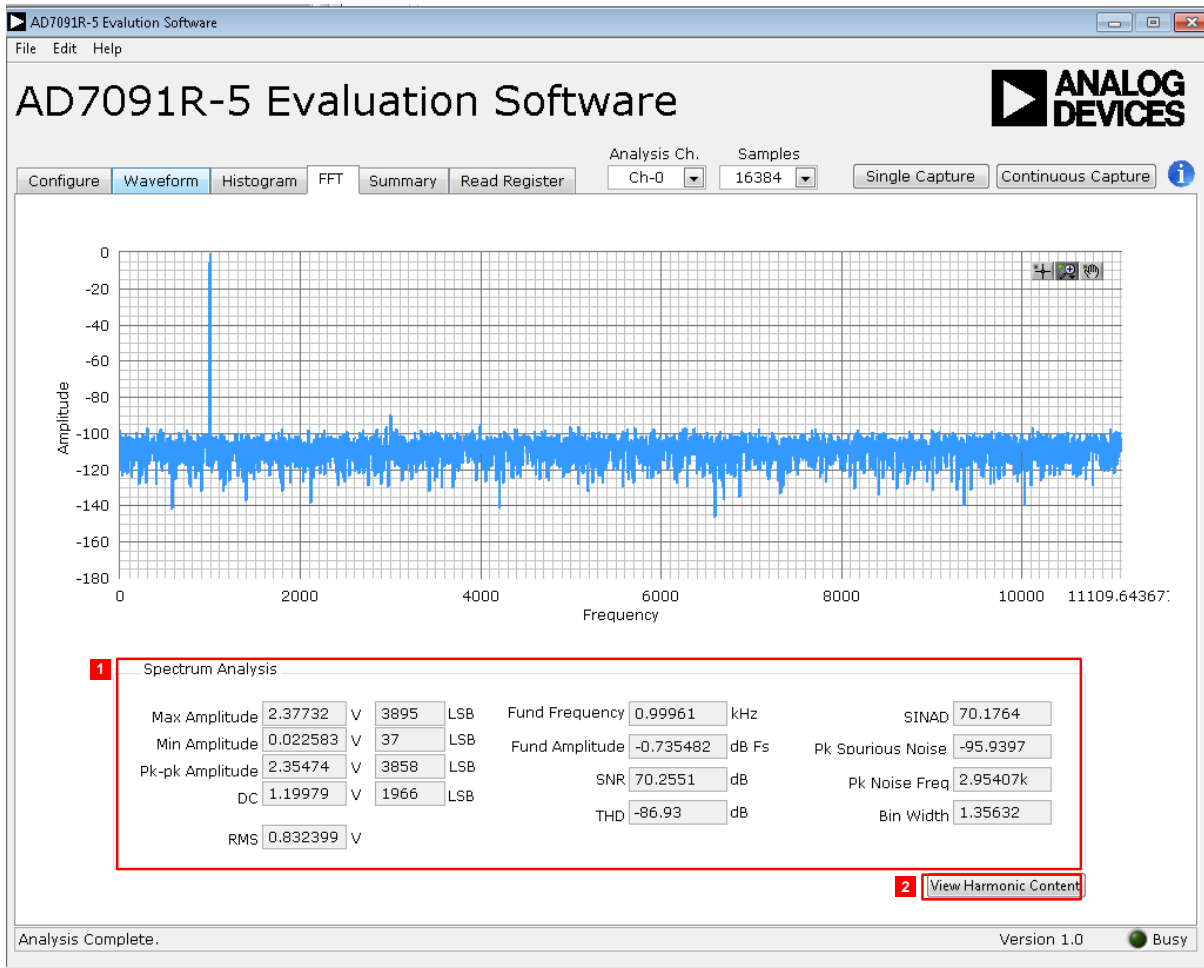 AD7091R-5 Evalution Software
File Edit Help
AD7091R-5 Evaluation Software
ANALOG
DEVICES
Analysis Ch. Samples
Configure Waveform Histogram FFT Summary Read Register Ch-0 16384 Single Capture Continuous Capture i
0
-20
-40
-60
-80
-100
-120
-140
-160
-180
Amplitude
0 2000 4000 6000 8000 10000 11109.64367
Frequency
1 Spectrum Analysis
Max Amplitude 2.37732 V 3895 LSB Fund Frequency 0.99961 kHz SINAD 70.1764
Min Amplitude 0.022583 V 37 LSB Fund Amplitude -0.735482 dB Fs Pk Spurious Noise -95.9397
Pk-pk Amplitude 2.35474 V 3858 LSB SNR 70.2551 dB Pk Noise Freq 2.95407k
DC 1.19979 V 1966 LSB THD -86.93 dB Bin Width 1.35632
RMS 0.832399 V
2 View Harmonic Content
Analysis Complete. Version 1.0 Busy